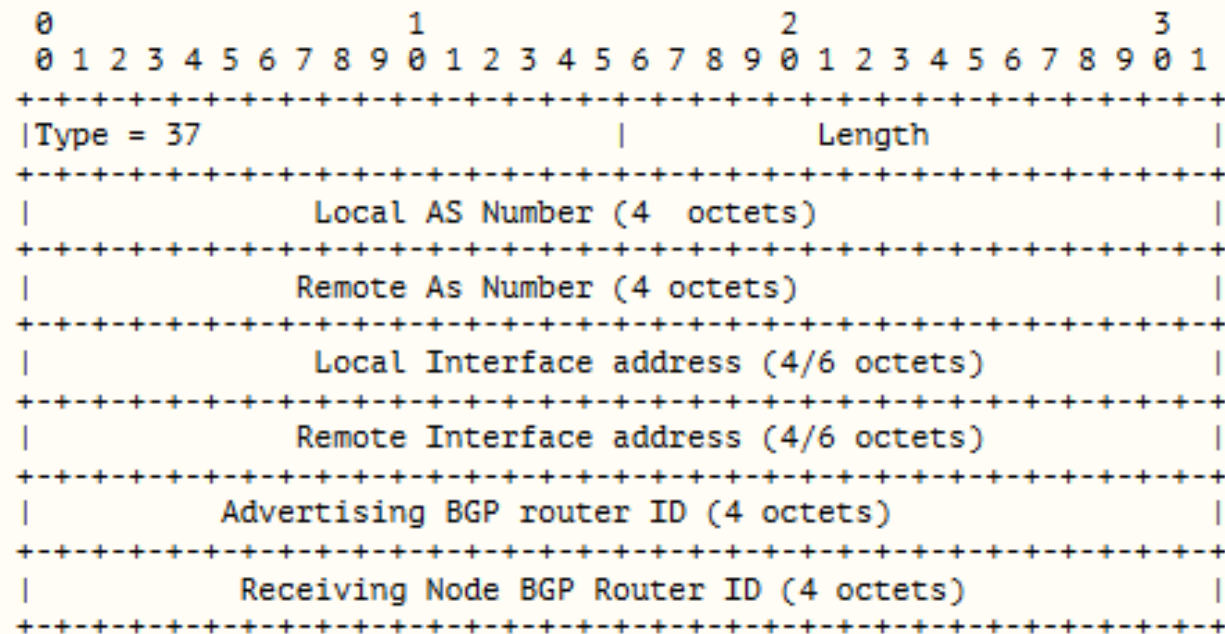 0                   1                   2                   3
0 1 2 3 4 5 6 7 8 9 0 1 2 3 4 5 6 7 8 9 0 1 2 3 4 5 6 7 8 9 0 1
+-+-+-+-+-+-+-+-+-+-+-+-+-+-+-+-+-+-+-+-+-+-+-+-+-+-+-+-+-+-+-+-+
|Type = 37                      |          Length               |
+-+-+-+-+-+-+-+-+-+-+-+-+-+-+-+-+-+-+-+-+-+-+-+-+-+-+-+-+-+-+-+-+
|               Local AS Number (4  octets)                     |
+-+-+-+-+-+-+-+-+-+-+-+-+-+-+-+-+-+-+-+-+-+-+-+-+-+-+-+-+-+-+-+-+
|              Remote As Number (4 octets)                      |
+-+-+-+-+-+-+-+-+-+-+-+-+-+-+-+-+-+-+-+-+-+-+-+-+-+-+-+-+-+-+-+-+
|               Local Interface address (4/6 octets)            |
+-+-+-+-+-+-+-+-+-+-+-+-+-+-+-+-+-+-+-+-+-+-+-+-+-+-+-+-+-+-+-+-+
|              Remote Interface address (4/6 octets)            |
+-+-+-+-+-+-+-+-+-+-+-+-+-+-+-+-+-+-+-+-+-+-+-+-+-+-+-+-+-+-+-+-+
|          Advertising BGP router ID (4 octets)                 |
+-+-+-+-+-+-+-+-+-+-+-+-+-+-+-+-+-+-+-+-+-+-+-+-+-+-+-+-+-+-+-+-+
|           Receiving Node BGP Router ID (4 octets)             |
+-+-+-+-+-+-+-+-+-+-+-+-+-+-+-+-+-+-+-+-+-+-+-+-+-+-+-+-+-+-+-+-+